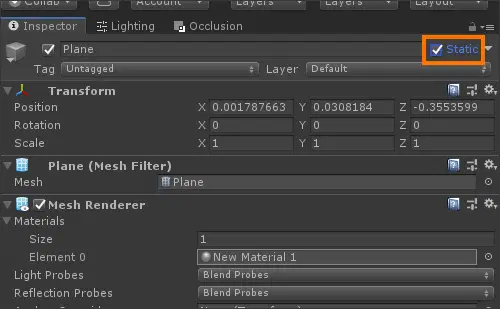 Collab Account Layers Layers Layout
Inspector Lighting Occlusion
Plane Static
Tag Untagged Layer Default
Transform
Position X 0.001787663 Y 0.0308184 Z -0.3553599
Rotation X 0 Y 0 Z 0
Scale X 1 Y 1 Z 1
Plane (Mesh Filter)
Mesh Plane
Mesh Renderer
Materials
Size 1
Element 0 New Material 1
Light Probes Blend Probes
Reflection Probes Blend Probes